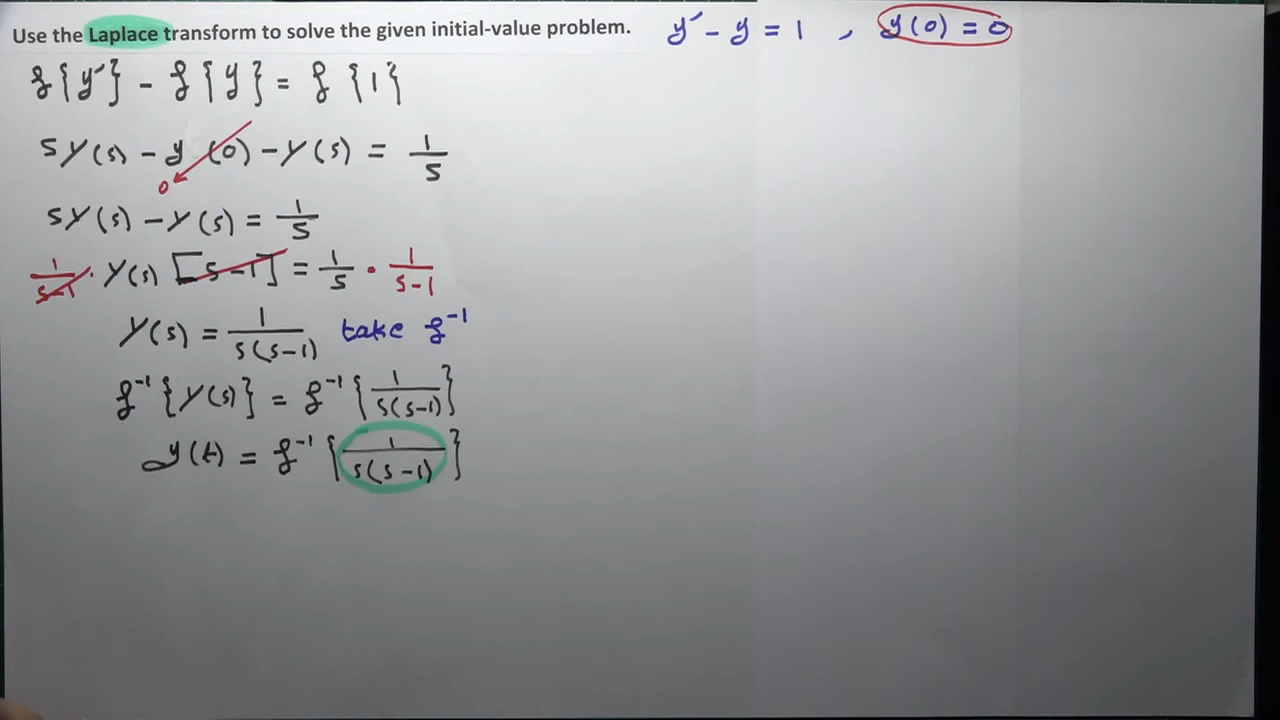 Use the Laplace transform to solve the given initial-value problem. y´ - y = 1 , y(0) = 0
ℒ{y´} - ℒ{y} = ℒ{1}
sY(s) - y(0) - Y(s) = 1/s
0
sY(s) - Y(s) = 1/s
1/(s-1) · Y(s) [s-1] = 1/s · 1/(s-1)
Y(s) = 1/(s(s-1)) take ℒ⁻¹
ℒ⁻¹{Y(s)} = ℒ⁻¹{1/(s(s-1))}
y(t) = ℒ⁻¹{1/(s(s-1))}